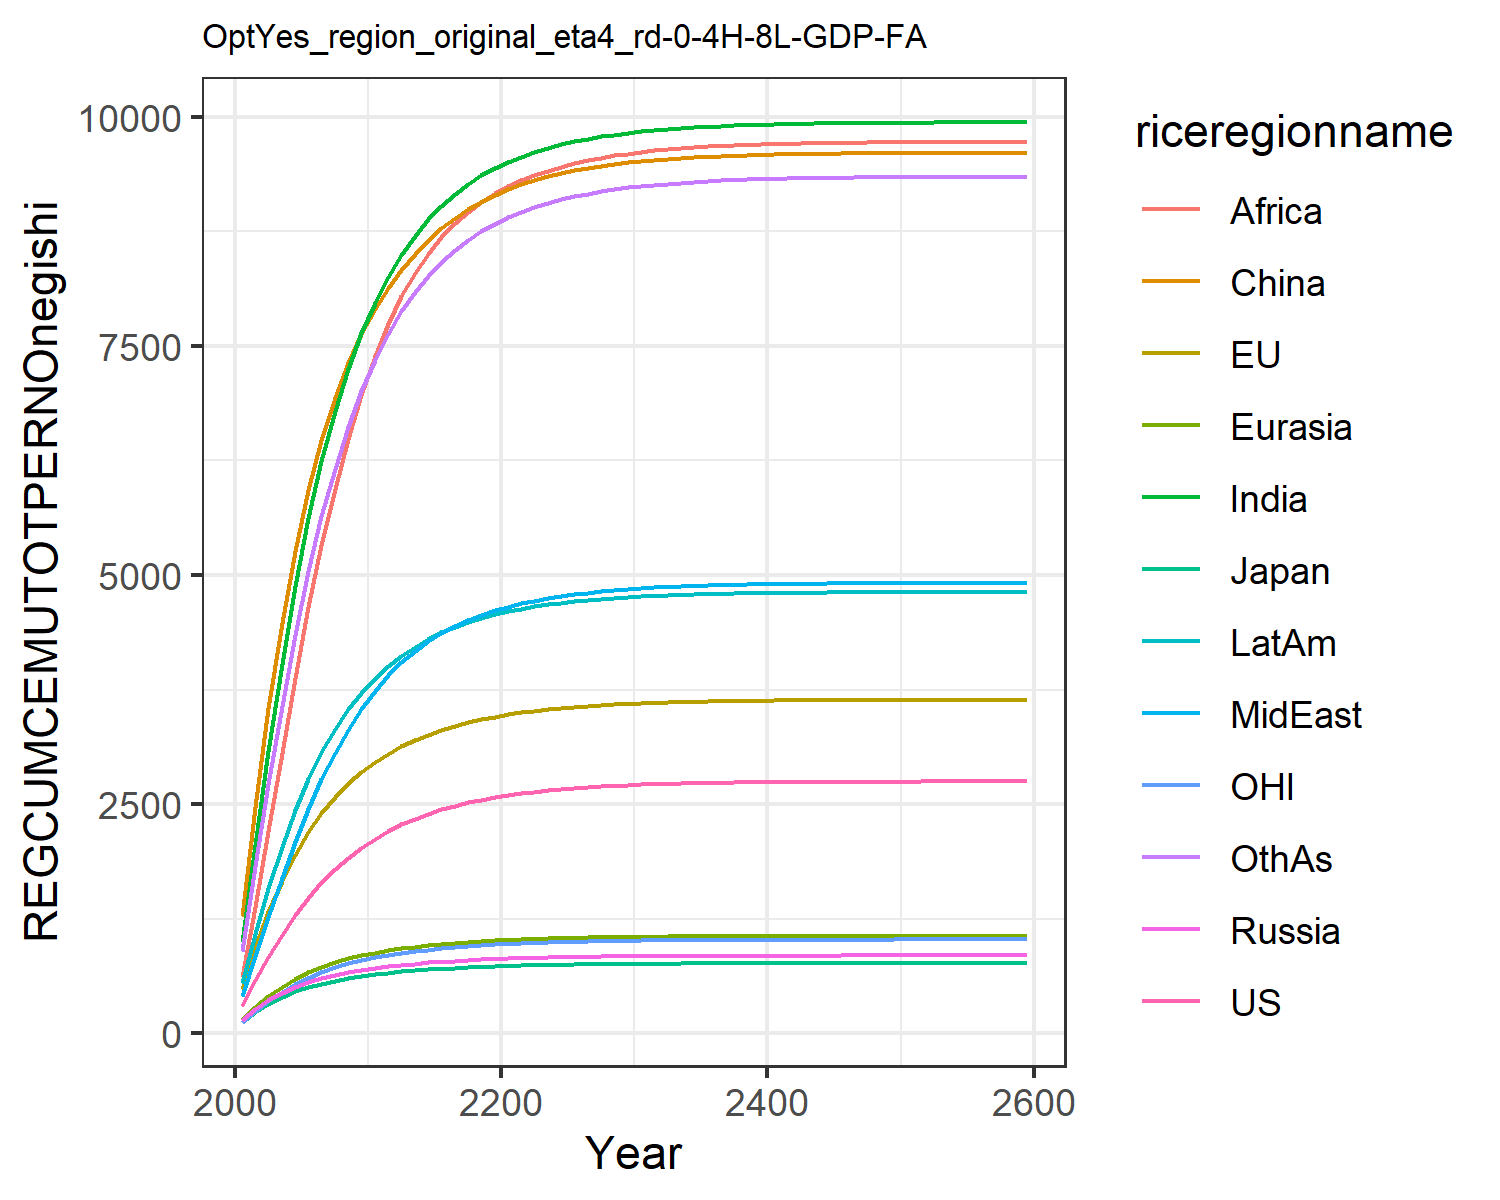 OptYes_region_original_eta4_rd-0-4H-8L-GDP-FA
REGCUMCEMUTOTPERNOnegishi
10000
7500
5000
2500
0
2000
2200
2400
2600
Year
riceregionname
Africa
China
EU
Eurasia
India
Japan
LatAm
MidEast
OHI
OthAs
Russia
US